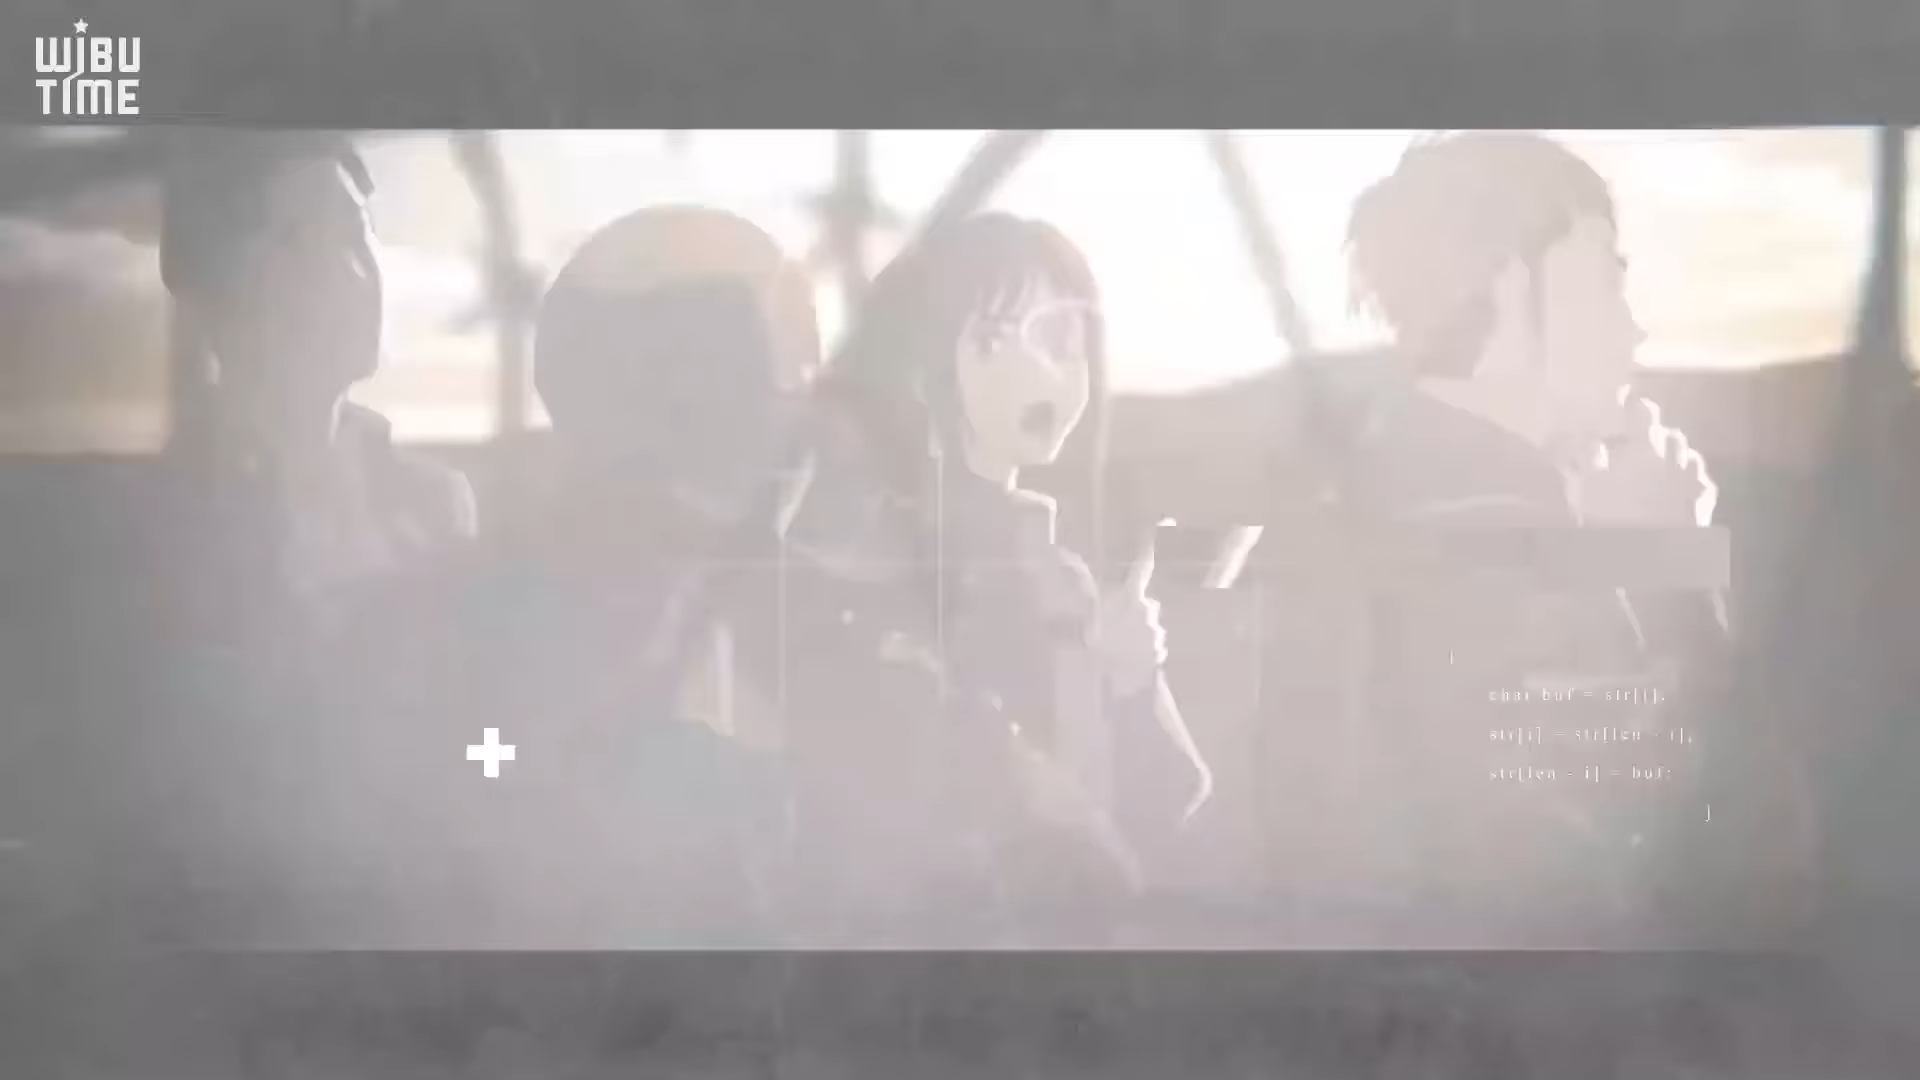 WIBU
TIME
char buf = str[i];
str[i] = str[len - i];
str[len - i] = buf;
}